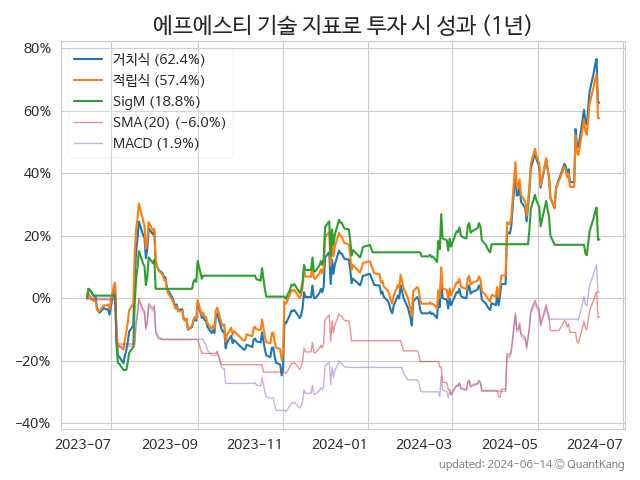 에프에스티 기술 지표로 투자 시 성과 (1년)
80%
60%
40%
20%
0%
−20%
−40%
거치식 (62.4%)
적립식 (57.4%)
SigM (18.8%)
SMA(20) (−6.0%)
MACD (1.9%)
2023-07 2023-09 2023-11 2024-01 2024-03 2024-05 2024-07
updated: 2024-06-14 © QuantKang